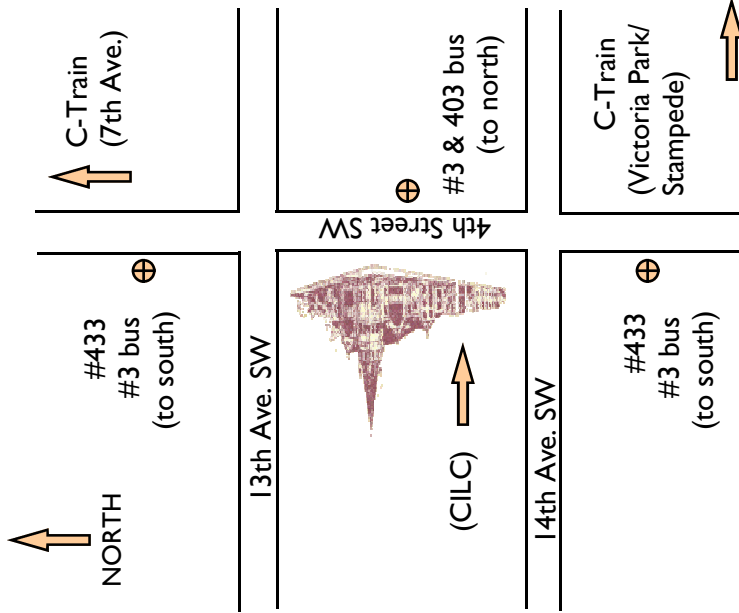 C-Train
(7th Ave.)
#433
#3 bus
(to south)
NORTH
13th Ave. SW
4th Street SW
#3 & 403 bus
(to north)
(CILC)
14th Ave. SW
#433
#3 bus
(to south)
C-Train
(Victoria Park/
Stampede)